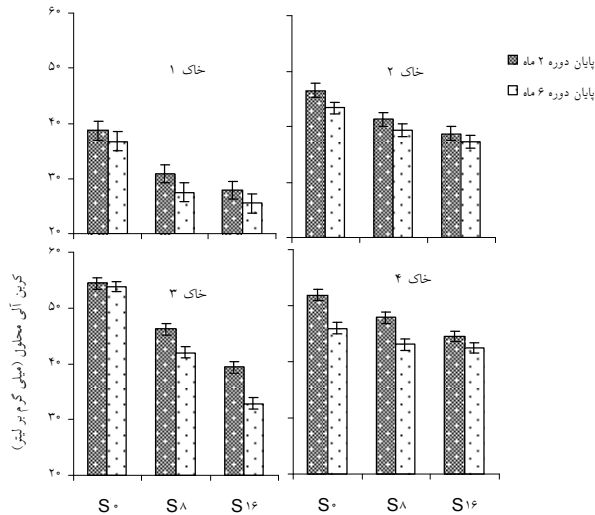 ۶۰
۵۰
۴۰
۳۰
۲۰
خاک ۱
خاک ۲
پایان دوره ۲ ماه
پایان دوره ۶ ماه
کربن آلی محلول (میلی گرم بر لیتر)
۶۰
۵۰
۴۰
۳۰
۲۰
خاک ۳
خاک ۴
S۰ S۸ S۱۶ S۰ S۸ S۱۶